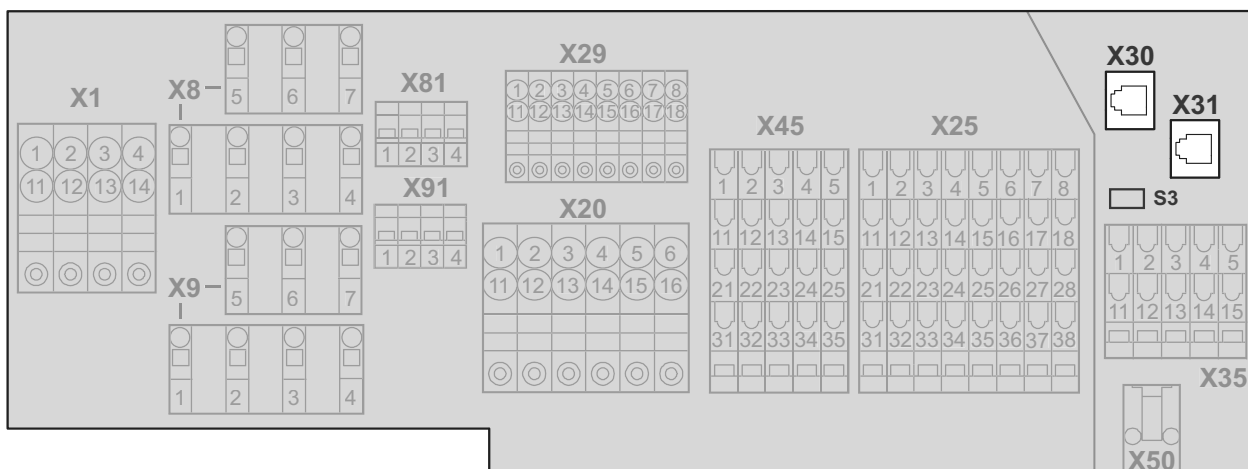 X1
1 2 3 4
11 12 13 14
X8
5 6 7
1 2 3 4
X9
5 6 7
1 2 3 4
X81
1 2 3 4
X91
1 2 3 4
X29
1 2 3 4 5 6 7 8
11 12 13 14 15 16 17 18
X20
1 2 3 4 5 6
11 12 13 14 15 16
X45
1 2 3 4 5
11 12 13 14 15
21 22 23 24 25
31 32 33 34 35
X25
1 2 3 4 5 6 7 8
11 12 13 14 15 16 17 18
21 22 23 24 25 26 27 28
31 32 33 34 35 36 37 38
X30
X31
S3
1 2 3 4 5
11 12 13 14 15
X35
X50